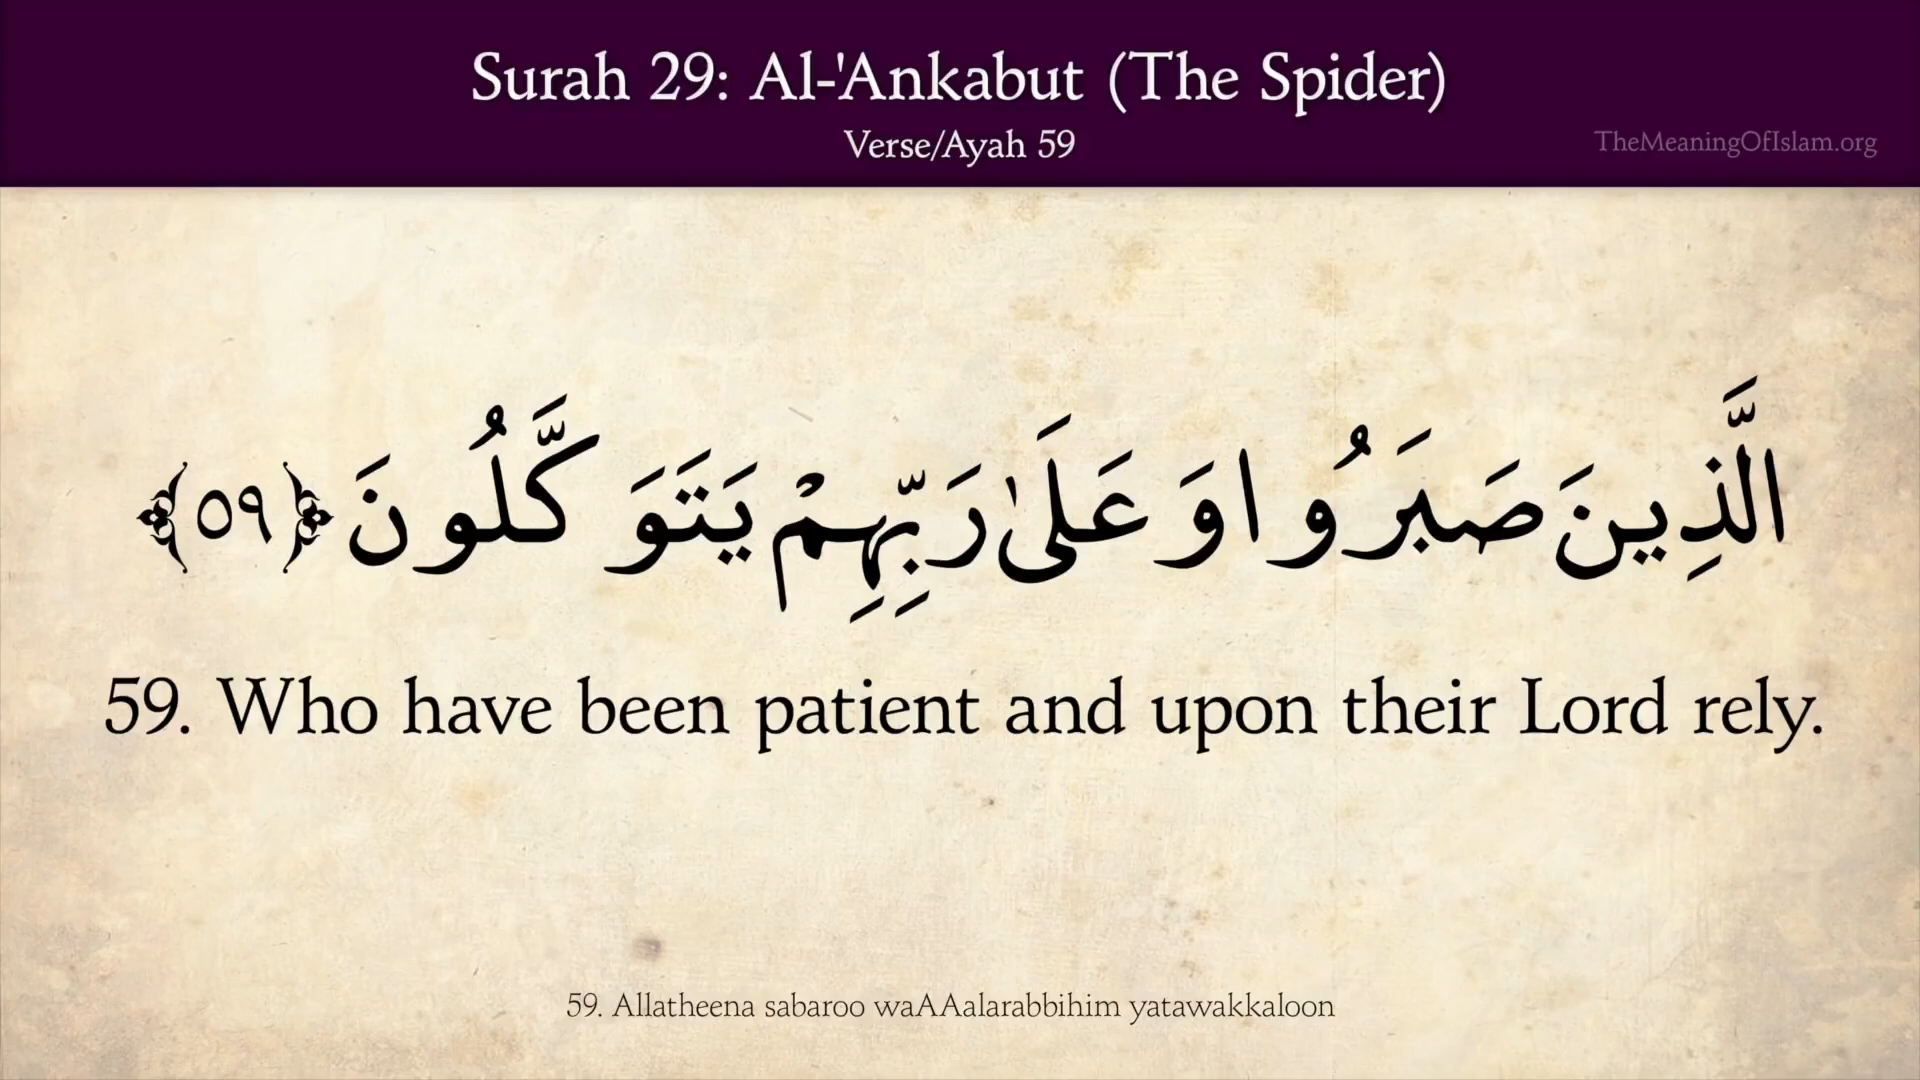 Surah 29: Al-'Ankabut (The Spider)
Verse/Ayah 59
TheMeaningOfIslam.org
الَّذِينَ صَبَرُوا وَعَلَىٰ رَبِّهِمْ يَتَوَكَّلُونَ ﴿٥٩﴾
59. Who have been patient and upon their Lord rely.
59. Allatheena sabaroo waAAalarabbihim yatawakkaloon